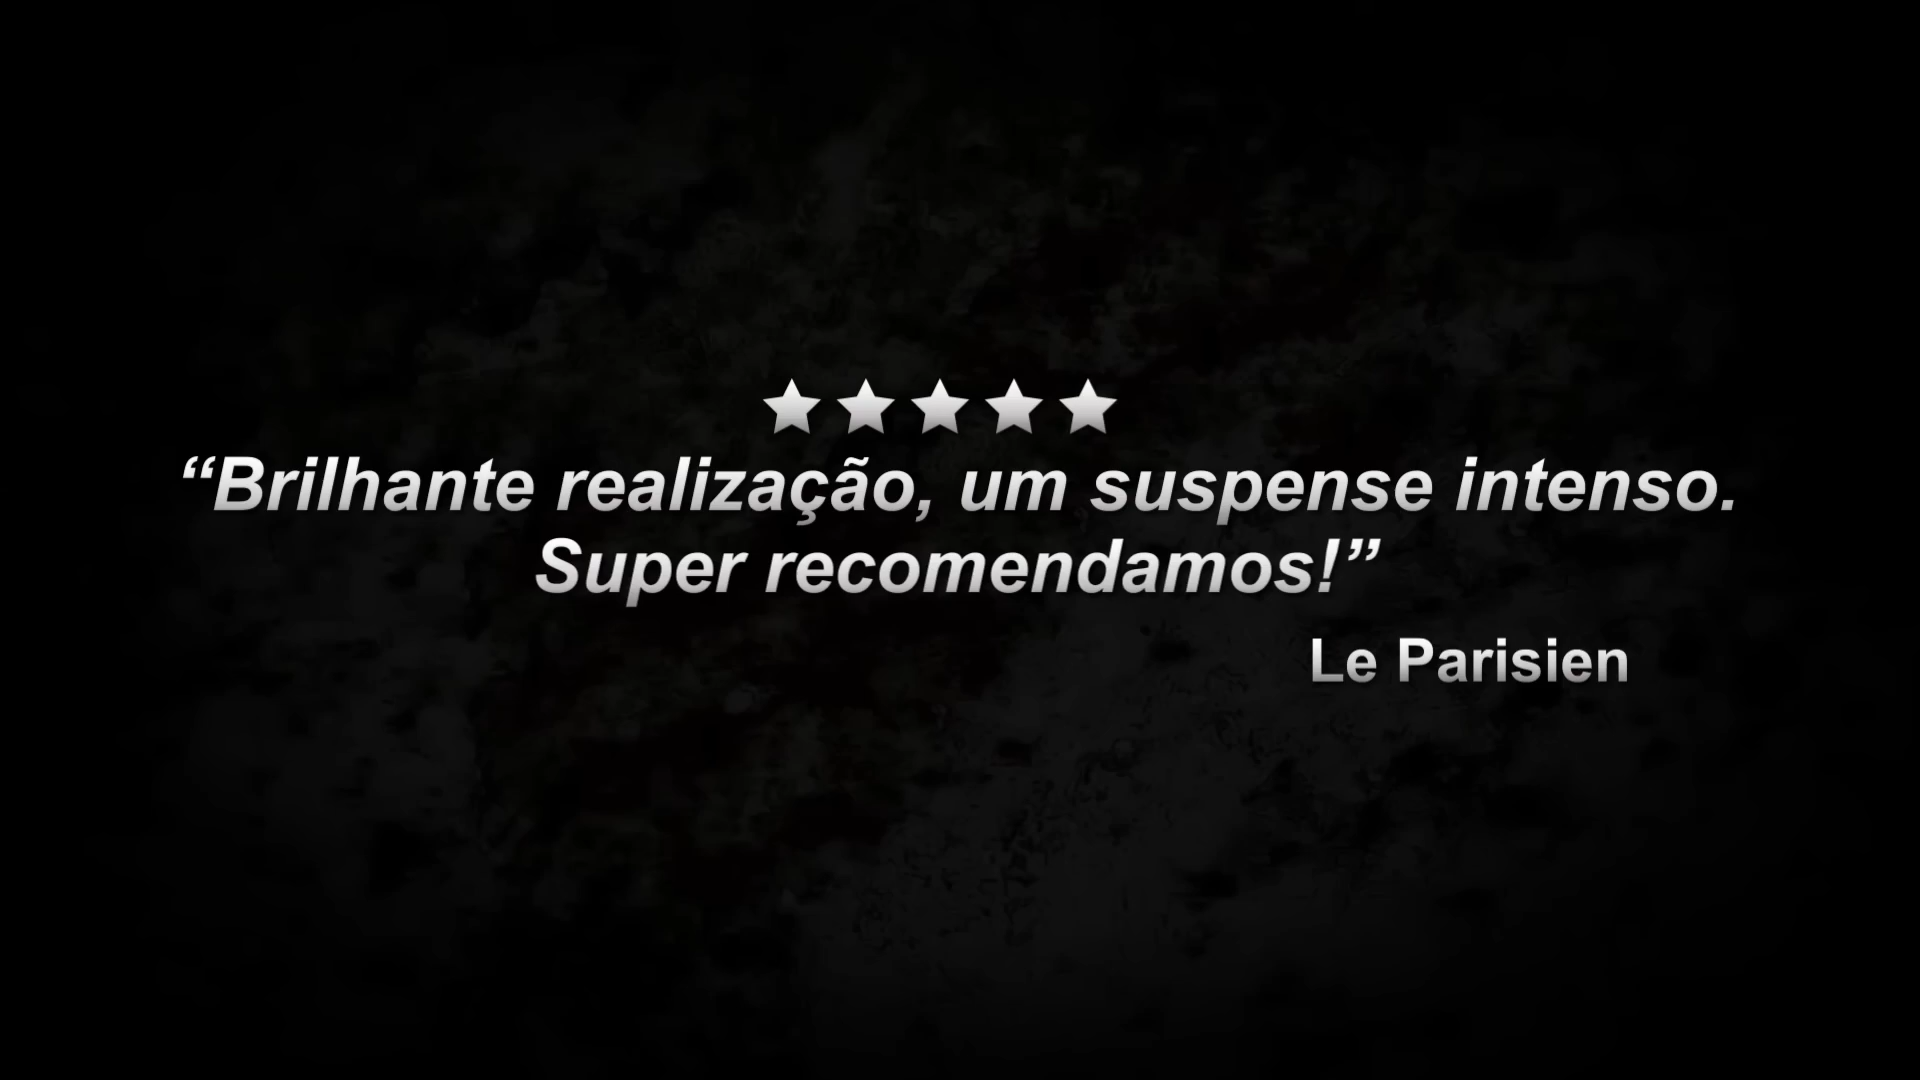 “Brilhante realização, um suspense intenso.
Super recomendamos!”
Le Parisien